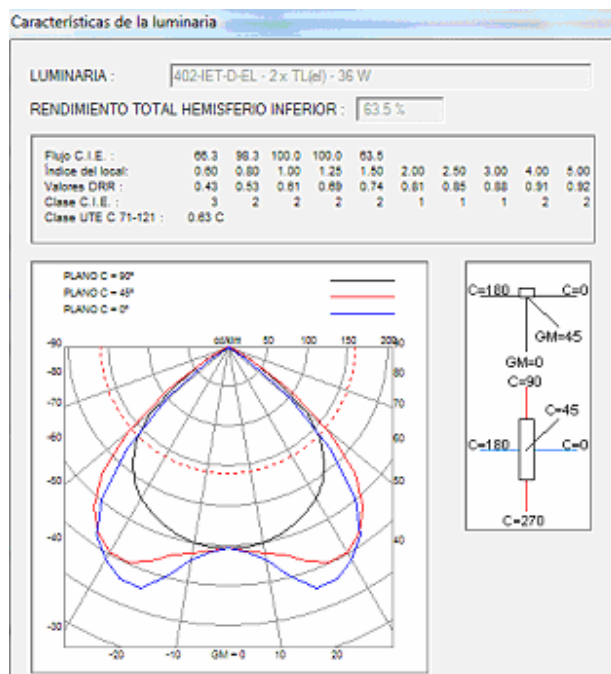 Características de la luminaria
LUMINARIA : 402-IET-D-EL - 2 x TL(el) - 36 W
RENDIMIENTO TOTAL HEMISFERIO INFERIOR : 63.5 %
Flujo C.I.E. : 66.3 98.3 100.0 100.0 63.5
Índice del local: 0.60 0.80 1.00 1.25 1.50 2.00 2.50 3.00 4.00 5.00
Valores DRR : 0.43 0.53 0.61 0.69 0.74 0.81 0.85 0.88 0.91 0.92
Clase C.I.E. : 3 2 2 2 2 1 1 1 2 2
Clase UTE C 71-121 : 0.63 C
PLANO C = 90º
PLANO C = 45º
PLANO C = 0º
-90 cd/klm 50 100 150 200 90
-80 80
-70 70
-60 60
-50 50
-40 40
-30 -20 -10 GM = 0 10 20
C=180 C=0
GM=45
GM=0
C=90
C=45
C=180 C=0
C=270